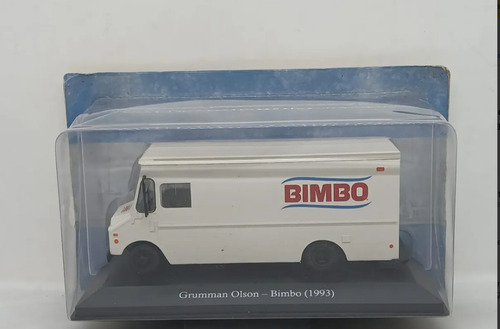 BIMBO
Grumman Olson – Bimbo (1993)